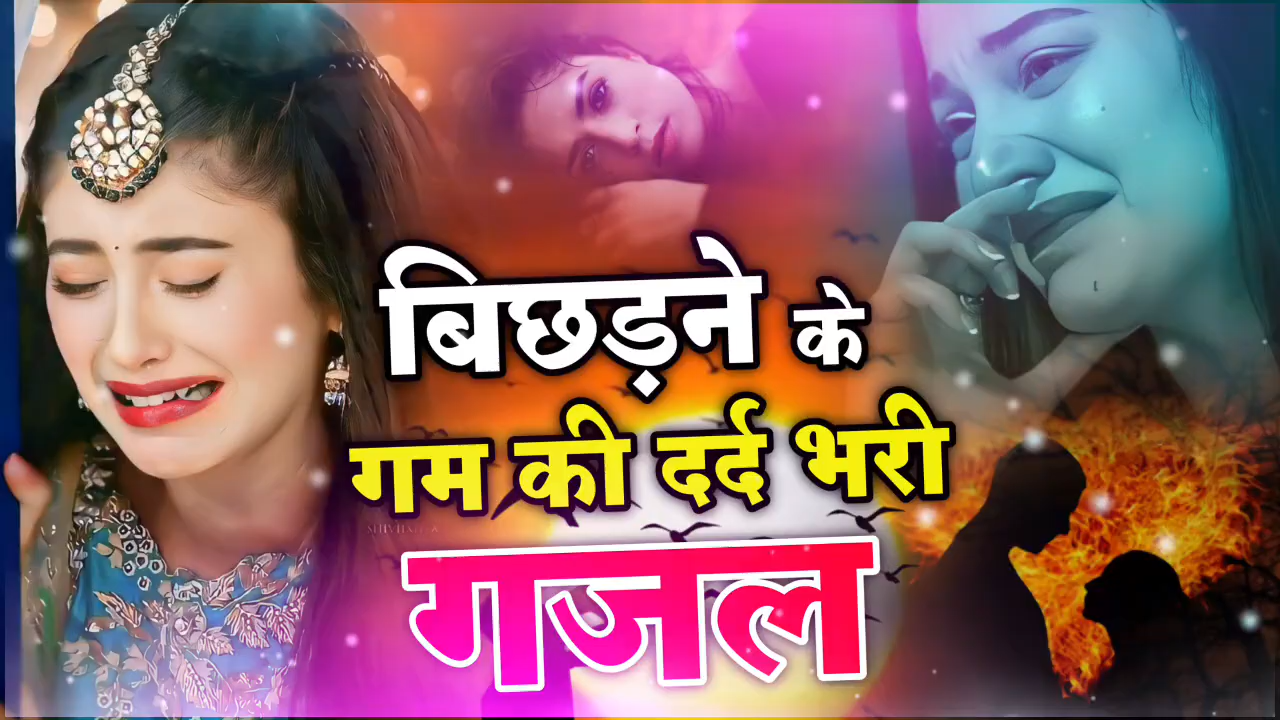 बिछड़ने के
गम की दर्द भरी
गजल